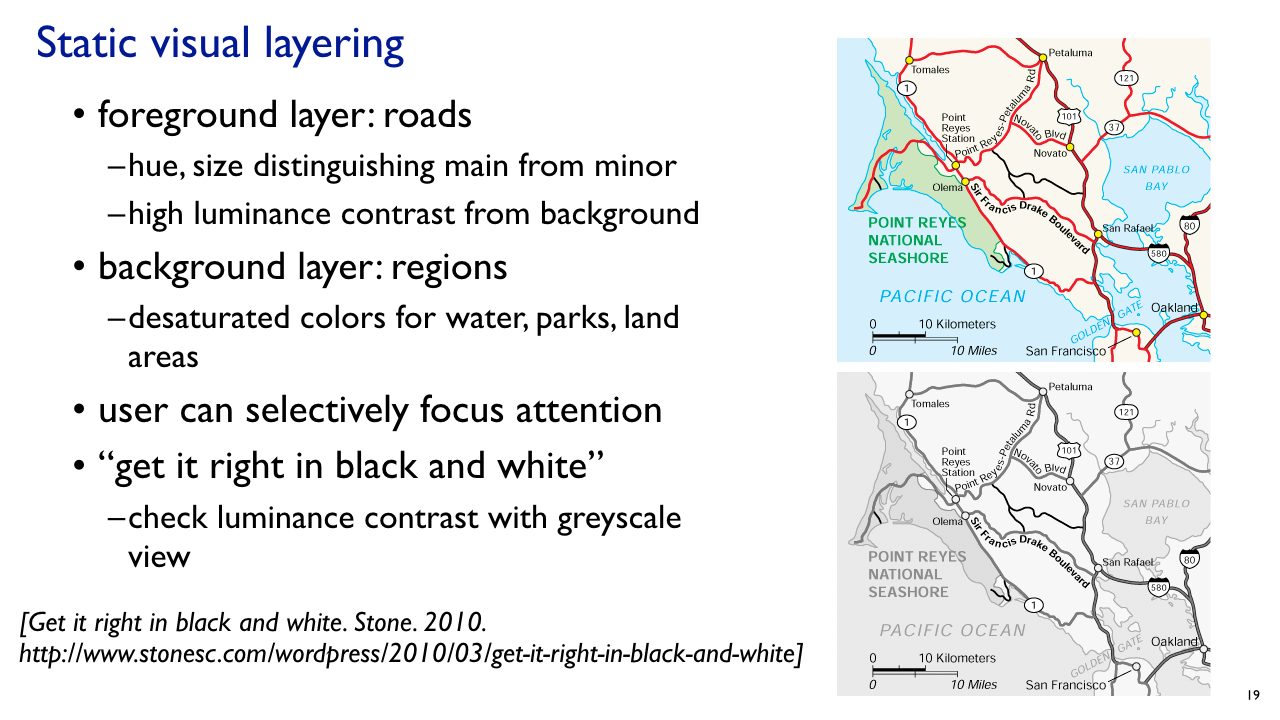 Static visual layering
• foreground layer: roads
–hue, size distinguishing main from minor
–high luminance contrast from background
• background layer: regions
–desaturated colors for water, parks, land
areas
• user can selectively focus attention
• “get it right in black and white”
–check luminance contrast with greyscale
view
[Get it right in black and white. Stone. 2010.
http://www.stonesc.com/wordpress/2010/03/get-it-right-in-black-and-white]
Petaluma
Tomales
121
1
Point
Reyes
Station
Point Reyes-Petaluma Rd
101
37
Novato Blvd
Novato
SAN PABLO
BAY
Olema
Sir Francis Drake Boulevard
POINT REYES
NATIONAL
SEASHORE
San Rafael
80
580
1
PACIFIC OCEAN
GOLDEN GATE
Oakland
0 10 Kilometers
0 10 Miles
San Francisco
Petaluma
Tomales
121
1
Point
Reyes
Station
Point Reyes-Petaluma Rd
101
37
Novato Blvd
Novato
SAN PABLO
BAY
Olema
Sir Francis Drake Boulevard
POINT REYES
NATIONAL
SEASHORE
San Rafael
80
580
1
PACIFIC OCEAN
GOLDEN GATE
Oakland
0 10 Kilometers
0 10 Miles
San Francisco
19